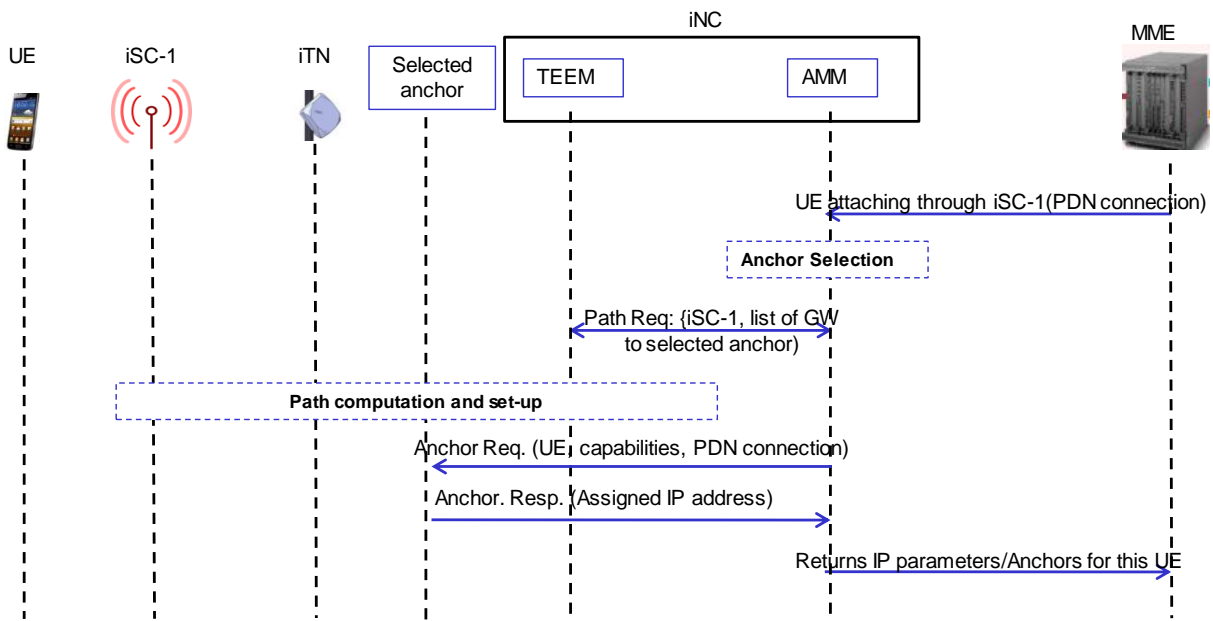 iNC
UE
iSC-1
iTN
Selected
anchor
TEEM
AMM
MME
UE attaching through iSC-1(PDN connection)
Anchor Selection
Path Req: {iSC-1, list of GW
to selected anchor)
Path computation and set-up
Anchor Req. (UE, capabilities, PDN connection)
Anchor. Resp. (Assigned IP address)
Returns IP parameters/Anchors for this UE